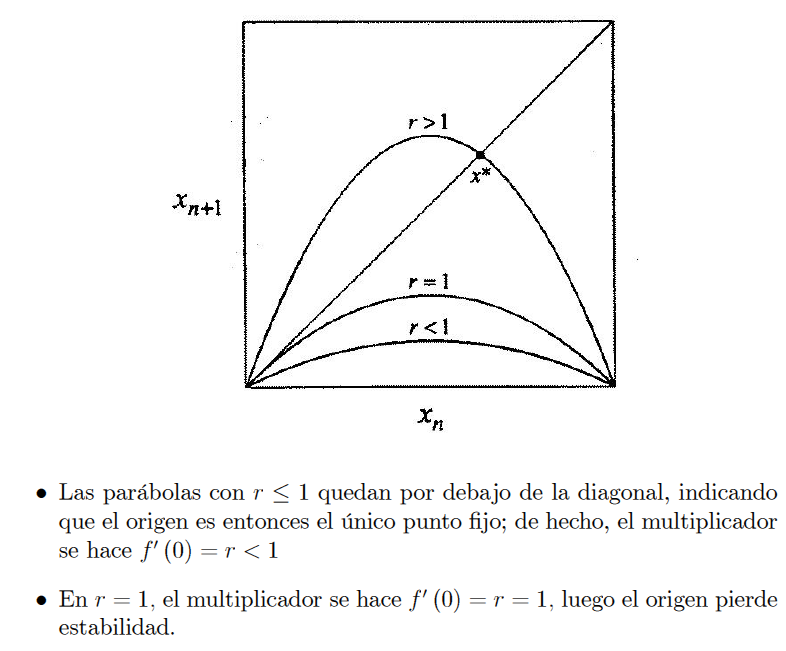 r > 1
x*
x_{n+1}
r = 1
r < 1
x_n
• Las parábolas con r ≤ 1 quedan por debajo de la diagonal, indicando
que el origen es entonces el único punto fijo; de hecho, el multiplicador
se hace f′ (0) = r < 1
• En r = 1, el multiplicador se hace f′ (0) = r = 1, luego el origen pierde
estabilidad.